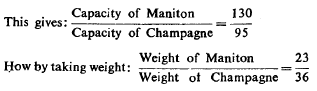 This gives: Capacity of Maniton / Capacity of Champagne = 130 / 95
How by taking weight: Weight of Maniton / Weight of Champagne = 23 / 36